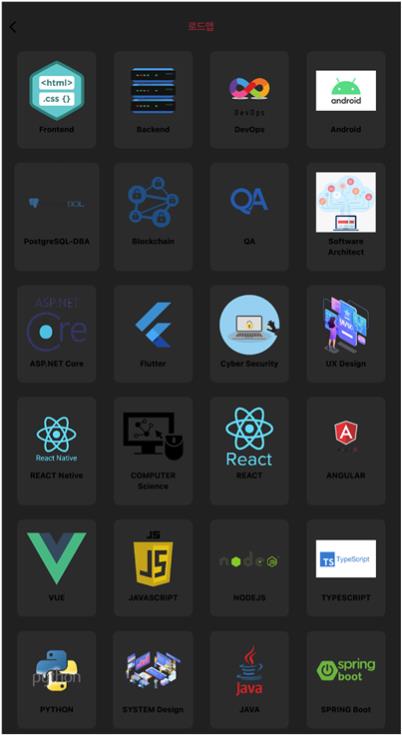 로드맵
<html>
.css {}
Frontend
Backend
DevOps
DevOps
android
Android
PostgreSQL-DBA
Blockchain
QA
QA
Software
Architect
ASP.NET
Core
ASP.NET Core
Flutter
Cyber Security
UX Design
React Native
REACT Native
COMPUTER
Science
React
REACT
A
ANGULAR
VUE
JS
JS
JAVASCRIPT
node
NODEJS
TS TypeScript
TYPESCRIPT
python
PYTHON
SYSTEM Design
Java
JAVA
spring
boot
SPRING Boot